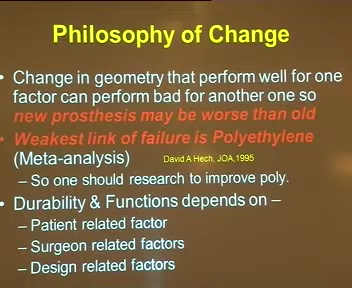 Philosophy of Change
• Change in geometry that perform well for one
factor can perform bad for another one so
new prosthesis may be worse than old
• Weakest link of failure is Polyethylene
(Meta-analysis) David A Hech, JOA,1995
– So one should research to improve poly.
• Durability & Functions depends on –
– Patient related factor
– Surgeon related factors
– Design related factors